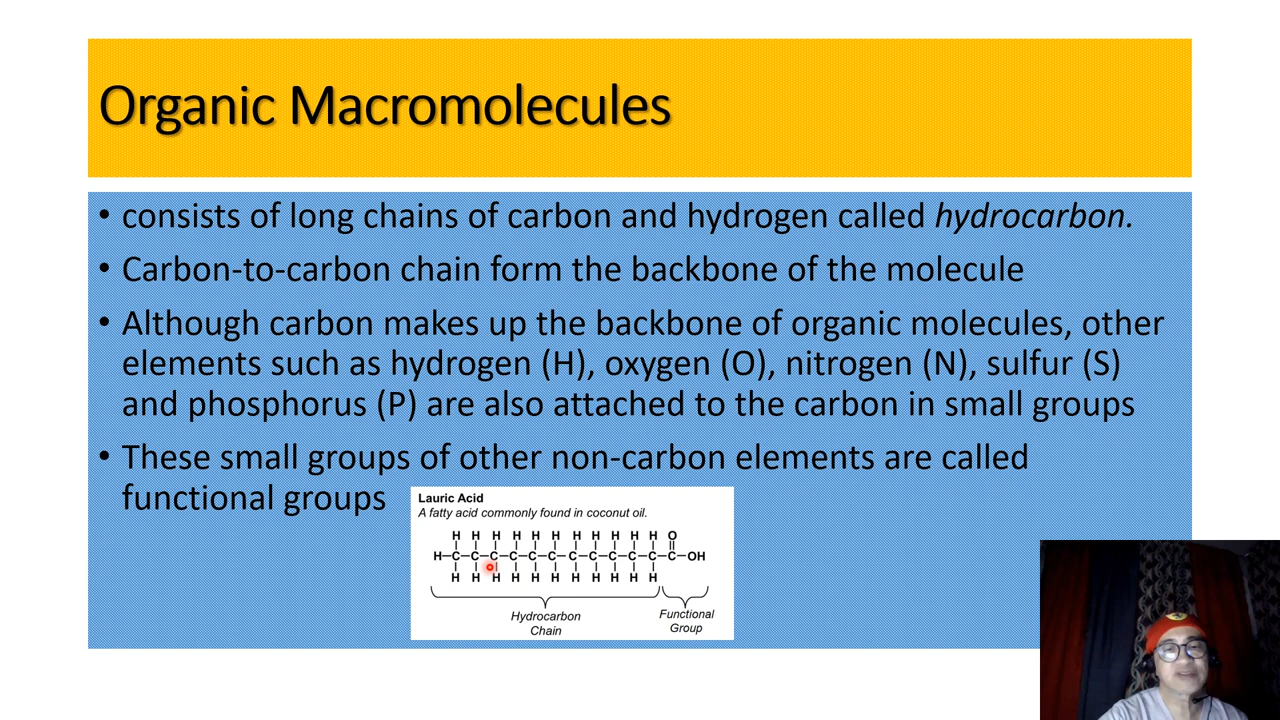 Organic Macromolecules
• consists of long chains of carbon and hydrogen called hydrocarbon.
• Carbon-to-carbon chain form the backbone of the molecule
• Although carbon makes up the backbone of organic molecules, other
elements such as hydrogen (H), oxygen (O), nitrogen (N), sulfur (S)
and phosphorus (P) are also attached to the carbon in small groups
• These small groups of other non-carbon elements are called
functional groups
Lauric Acid
A fatty acid commonly found in coconut oil.
H H H H H H H H H H H O
H–C–C–C–C–C–C–C–C–C–C–C–C–OH
H H H H H H H H H H H
Hydrocarbon
Chain
Functional
Group